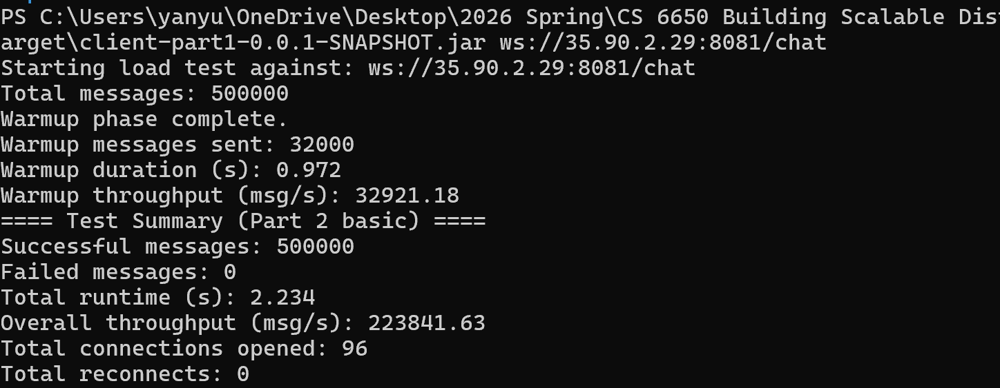 PS C:\Users\yanyu\OneDrive\Desktop\2026 Spring\CS 6650 Building Scalable Dis
arget\client-part1-0.0.1-SNAPSHOT.jar ws://35.90.2.29:8081/chat
Starting load test against: ws://35.90.2.29:8081/chat
Total messages: 500000
Warmup phase complete.
Warmup messages sent: 32000
Warmup duration (s): 0.972
Warmup throughput (msg/s): 32921.18
==== Test Summary (Part 2 basic) ====
Successful messages: 500000
Failed messages: 0
Total runtime (s): 2.234
Overall throughput (msg/s): 223841.63
Total connections opened: 96
Total reconnects: 0